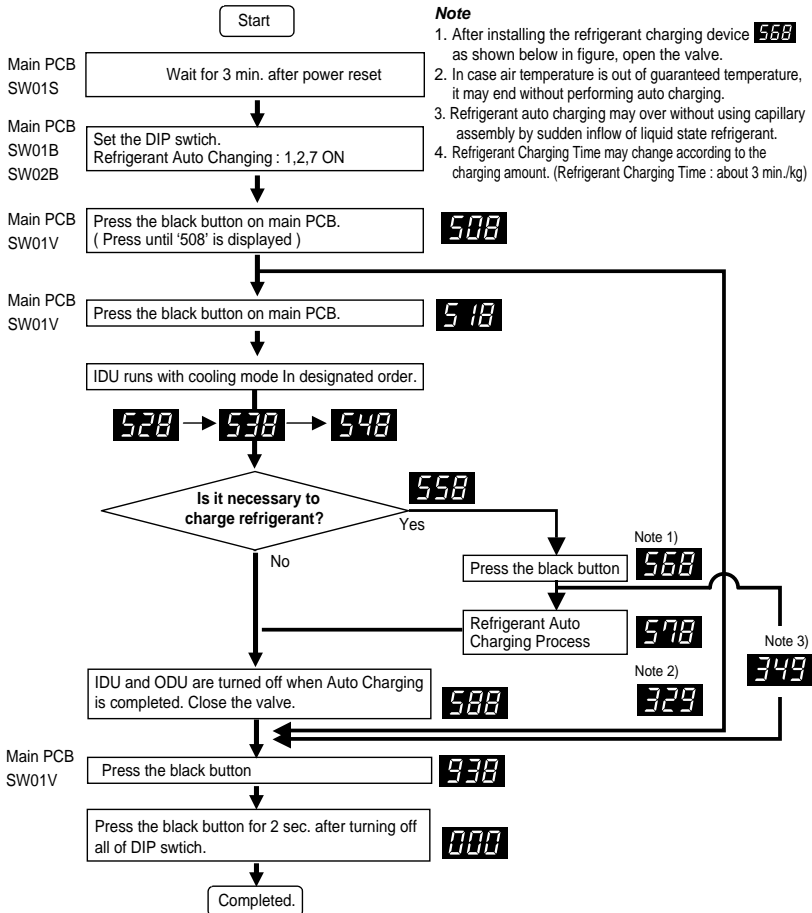 Start
Main PCB
SW01S
Wait for 3 min. after power reset
Main PCB
SW01B
SW02B
Set the DIP swtich.
Refrigerant Auto Changing : 1,2,7 ON
Main PCB
SW01V
Press the black button on main PCB.
( Press until ‘508’ is displayed )
508
Main PCB
SW01V
Press the black button on main PCB.
518
IDU runs with cooling mode In designated order.
528
538
548
Is it necessary to
charge refrigerant?
Yes
No
558
Press the black button
Note 1)
568
Refrigerant Auto
Charging Process
578
Note 3)
349
Note 2)
329
IDU and ODU are turned off when Auto Charging
is completed. Close the valve.
588
Main PCB
SW01V
Press the black button
938
Press the black button for 2 sec. after turning off
all of DIP swtich.
000
Completed.
Note
1. After installing the refrigerant charging device 568
as shown below in figure, open the valve.
2. In case air temperature is out of guaranteed temperature,
it may end without performing auto charging.
3. Refrigerant auto charging may over without using capillary
assembly by sudden inflow of liquid state refrigerant.
4. Refrigerant Charging Time may change according to the
charging amount. (Refrigerant Charging Time : about 3 min./kg)